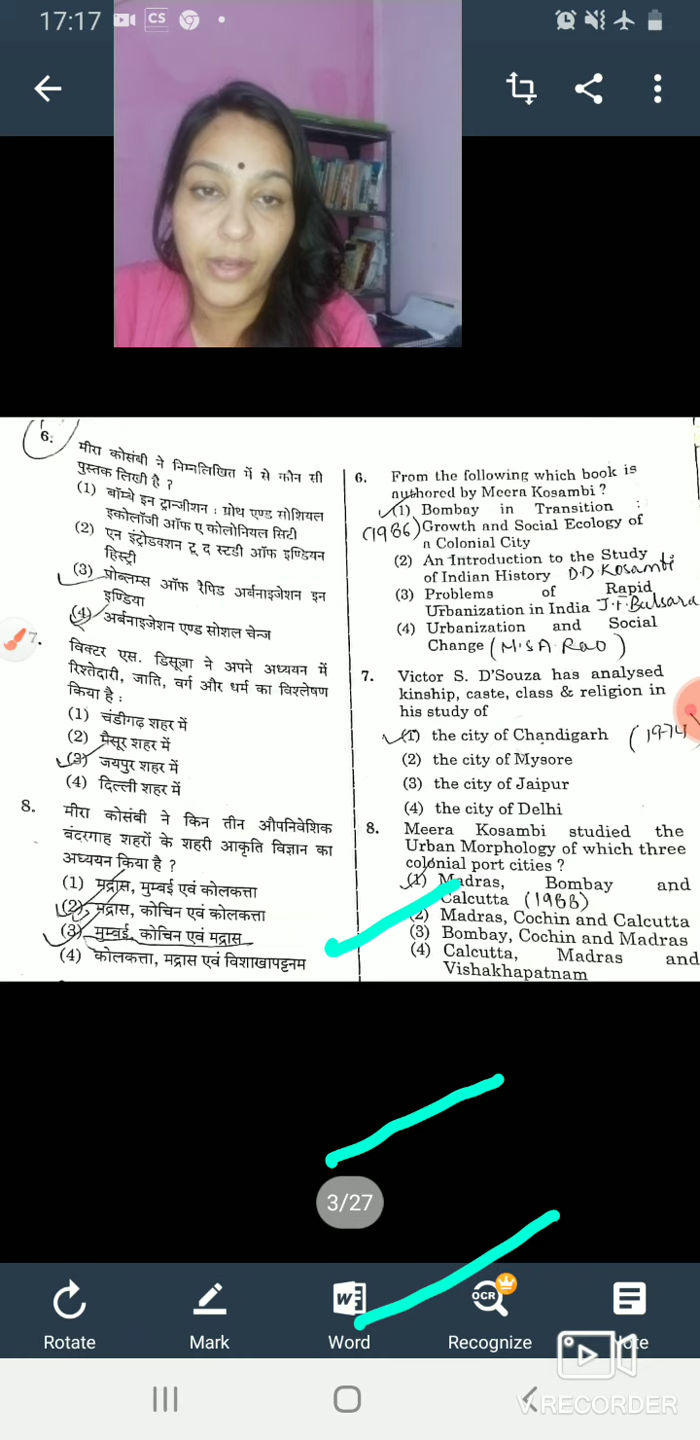 17:17
CS
6.
मीरा कोसंबी ने निम्नलिखित में से कौन सी
पुस्तक लिखी है ?
(1) बॉम्बे इन ट्रान्जीशन : ग्रोथ एण्ड सोशियल
इकोलॉजी ऑफ ए कोलोनियल सिटी
(2) एन इंट्रोडक्शन टू द स्टडी ऑफ इण्डियन
हिस्ट्री
(3) प्रोब्लम्स ऑफ रैपिड अर्बनाइजेशन इन
इण्डिया
(4) अर्बनाइजेशन एण्ड सोशल चेन्ज
7.
विक्टर एस. डिसूजा ने अपने अध्ययन में
रिश्तेदारी, जाति, वर्ग और धर्म का विश्लेषण
किया है :
(1) चंडीगढ़ शहर में
(2) मैसूर शहर में
(3) जयपुर शहर में
(4) दिल्ली शहर में
8. मीरा कोसंबी ने किन तीन औपनिवेशिक
बंदरगाह शहरों के शहरी आकृति विज्ञान का
अध्ययन किया है ?
(1) मद्रास, मुम्बई एवं कोलकत्ता
(2) मद्रास, कोचिन एवं कोलकत्ता
(3) मुम्बई, कोचिन एवं मद्रास
(4) कोलकत्ता, मद्रास एवं विशाखापट्टनम
6. From the following which book is
authored by Meera Kosambi ?
(1) Bombay in Transition :
(1986) Growth and Social Ecology of
a Colonial City
(2) An Introduction to the Study
of Indian History D.D. Kosambi
(3) Problems of Rapid
Urbanization in India J.F. Bulsara
(4) Urbanization and Social
Change (M.S.A Rao)
7. Victor S. D'Souza has analysed
kinship, caste, class & religion in
his study of
(1) the city of Chandigarh (1974)
(2) the city of Mysore
(3) the city of Jaipur
(4) the city of Delhi
8. Meera Kosambi studied the
Urban Morphology of which three
colonial port cities ?
(1) Madras, Bombay and
Calcutta (1988)
(2) Madras, Cochin and Calcutta
(3) Bombay, Cochin and Madras
(4) Calcutta, Madras and
Vishakhapatnam
3/27
W
OCR
Rotate Mark Word Recognize Note
V.RECORDER